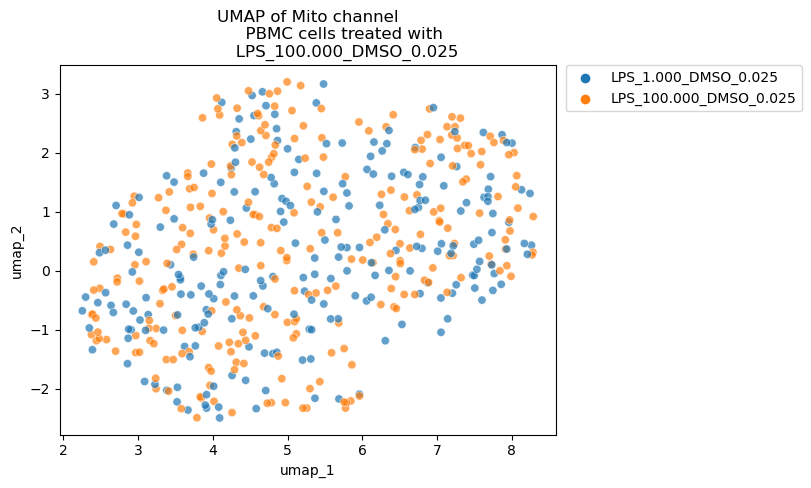 UMAP of Mito channel
PBMC cells treated with
LPS_100.000_DMSO_0.025
LPS_1.000_DMSO_0.025
LPS_100.000_DMSO_0.025
3
2
1
0
−1
−2
umap_2
2 3 4 5 6 7 8
umap_1